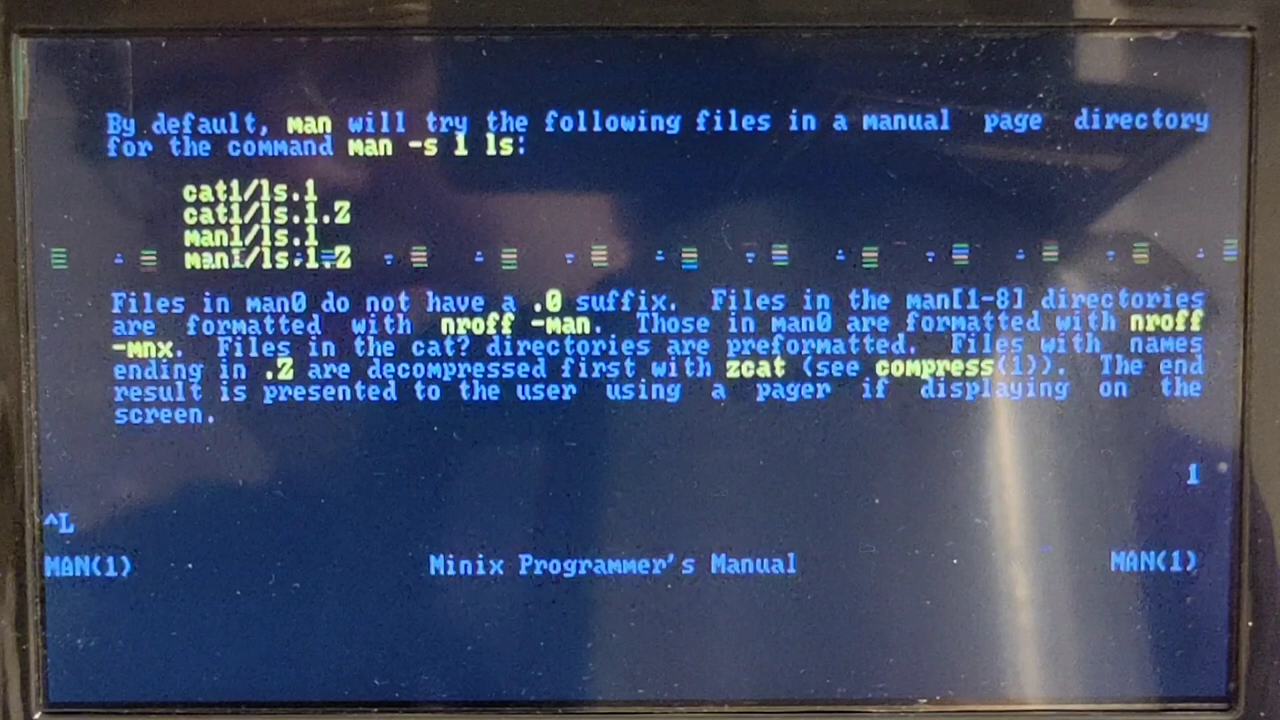 By default, man will try the following files in a manual page directory
for the command man -s 1 ls:
cat1/ls.1
cat1/ls.1.Z
man1/ls.1
man1/ls.1.Z
Files in man0 do not have a .0 suffix. Files in the man[1-8] directories
are formatted with nroff -man. Those in man0 are formatted with nroff
-mnx. Files in the cat? directories are preformatted. Files with names
ending in .Z are decompressed first with zcat (see compress(1)). The end
result is presented to the user using a pager if displaying on the
screen.
1
^L
MAN(1) Minix Programmer's Manual MAN(1)